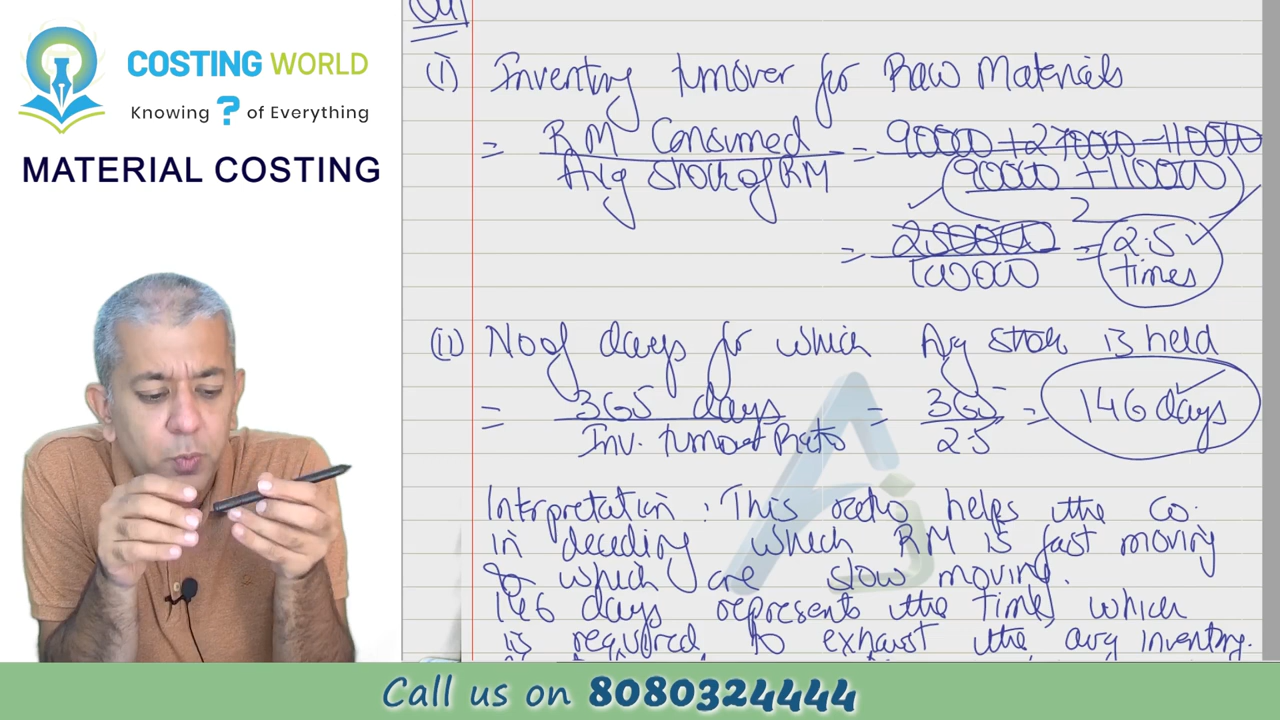 COSTING WORLD
Knowing ? of Everything
MATERIAL COSTING
(I) Inventory turnover for Raw Materials
= RM Consumed / Avg stock of RM = 90000 + 270000 - 110000 / 90000 + 110000 / 2
= 250000 / 100000 = 2.5 times
(II) No of days for which Avg stock is held
= 365 days / Inv. turnover Ratio = 365 / 2.5 = 146 days
Interpretation : This ratio helps the co.
in deciding which RM is fast moving
& which are slow moving.
146 days represents the time, which
is required to exhaust the avg inventory.
Call us on 8080324444